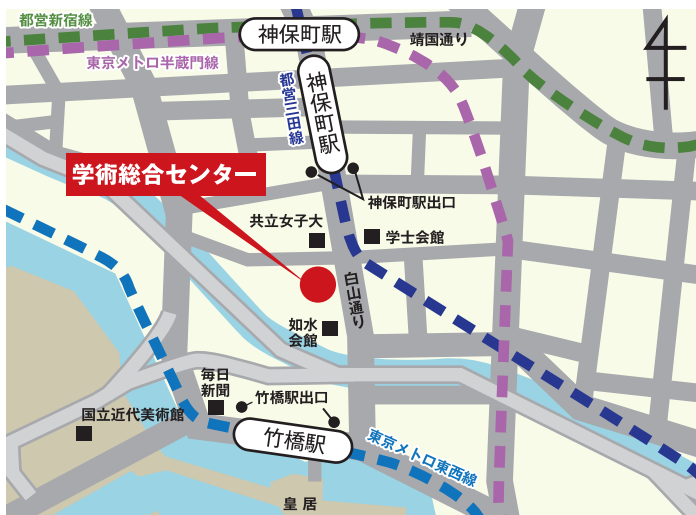 都営新宿線
神保町駅
靖国通り
東京メトロ半蔵門線
都営三田線
神保町駅
学術総合センター
神保町駅出口
共立女子大
学士会館
白山通り
如水
会館
毎日
新聞
竹橋駅出口
国立近代美術館
竹橋駅
東京メトロ東西線
皇居